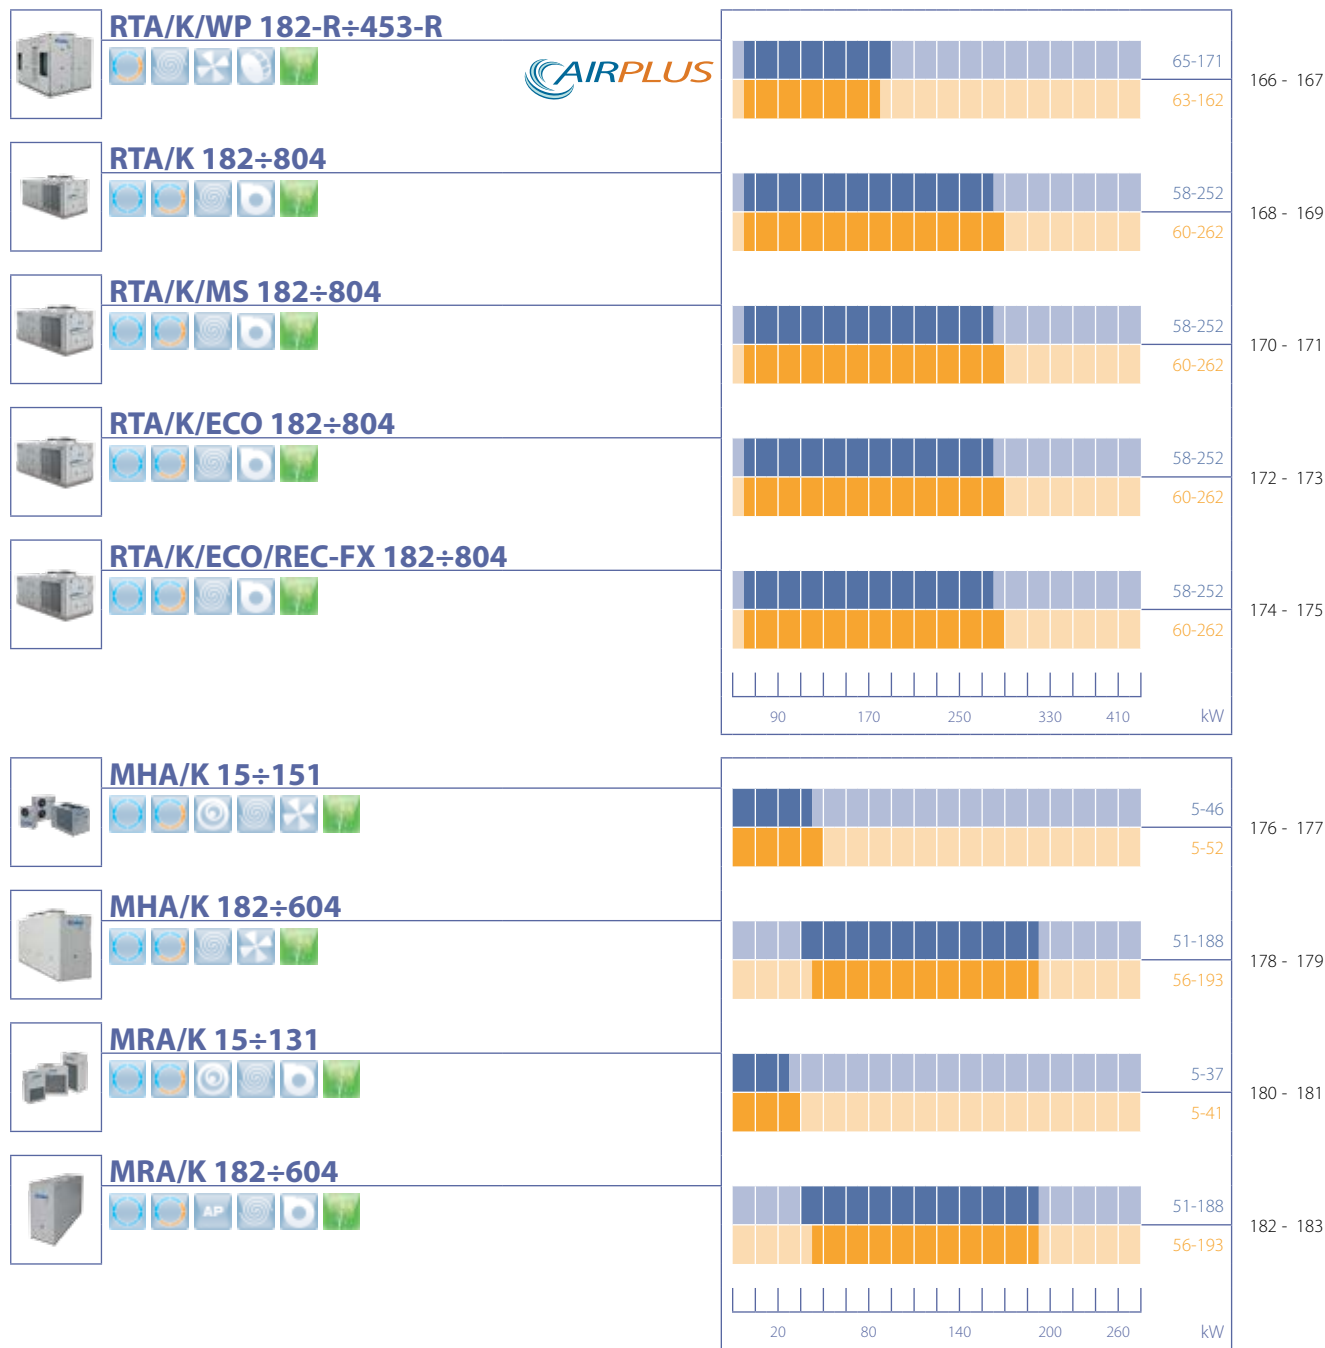 RTA/K/WP 182-R÷453-R
AIRPLUS
65-171
63-162
166 - 167
RTA/K 182÷804
58-252
60-262
168 - 169
RTA/K/MS 182÷804
58-252
60-262
170 - 171
RTA/K/ECO 182÷804
58-252
60-262
172 - 173
RTA/K/ECO/REC-FX 182÷804
58-252
60-262
174 - 175
90 170 250 330 410 kW
MHA/K 15÷151
5-46
5-52
176 - 177
MHA/K 182÷604
51-188
56-193
178 - 179
MRA/K 15÷131
5-37
5-41
180 - 181
MRA/K 182÷604
AP
51-188
56-193
182 - 183
20 80 140 200 260 kW